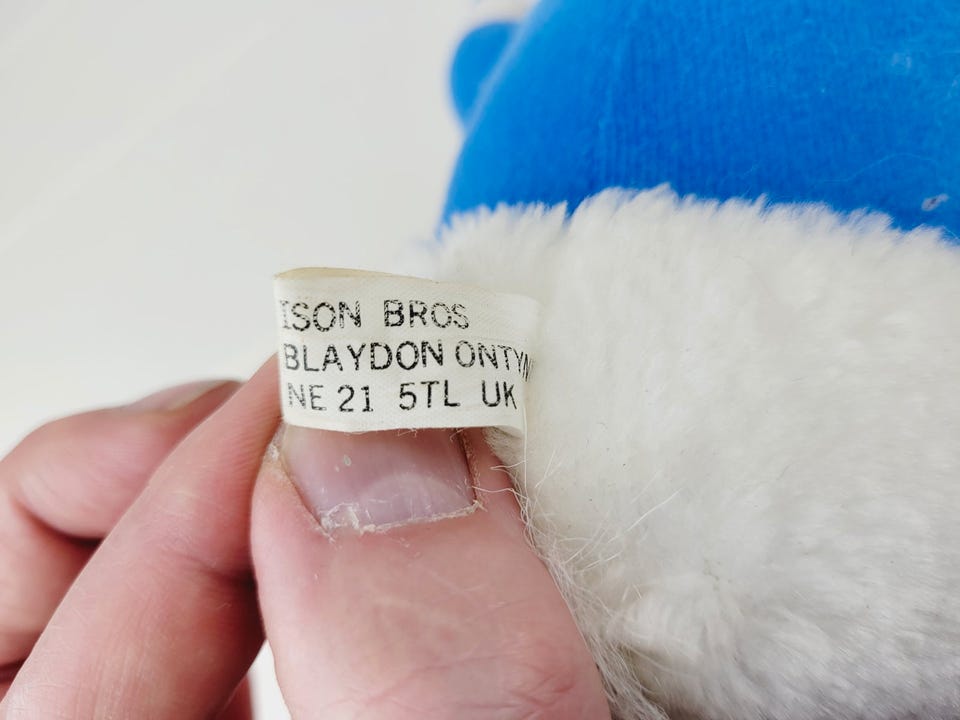 ISON BROS
BLAYDON ONTYN
NE 21 5TL UK